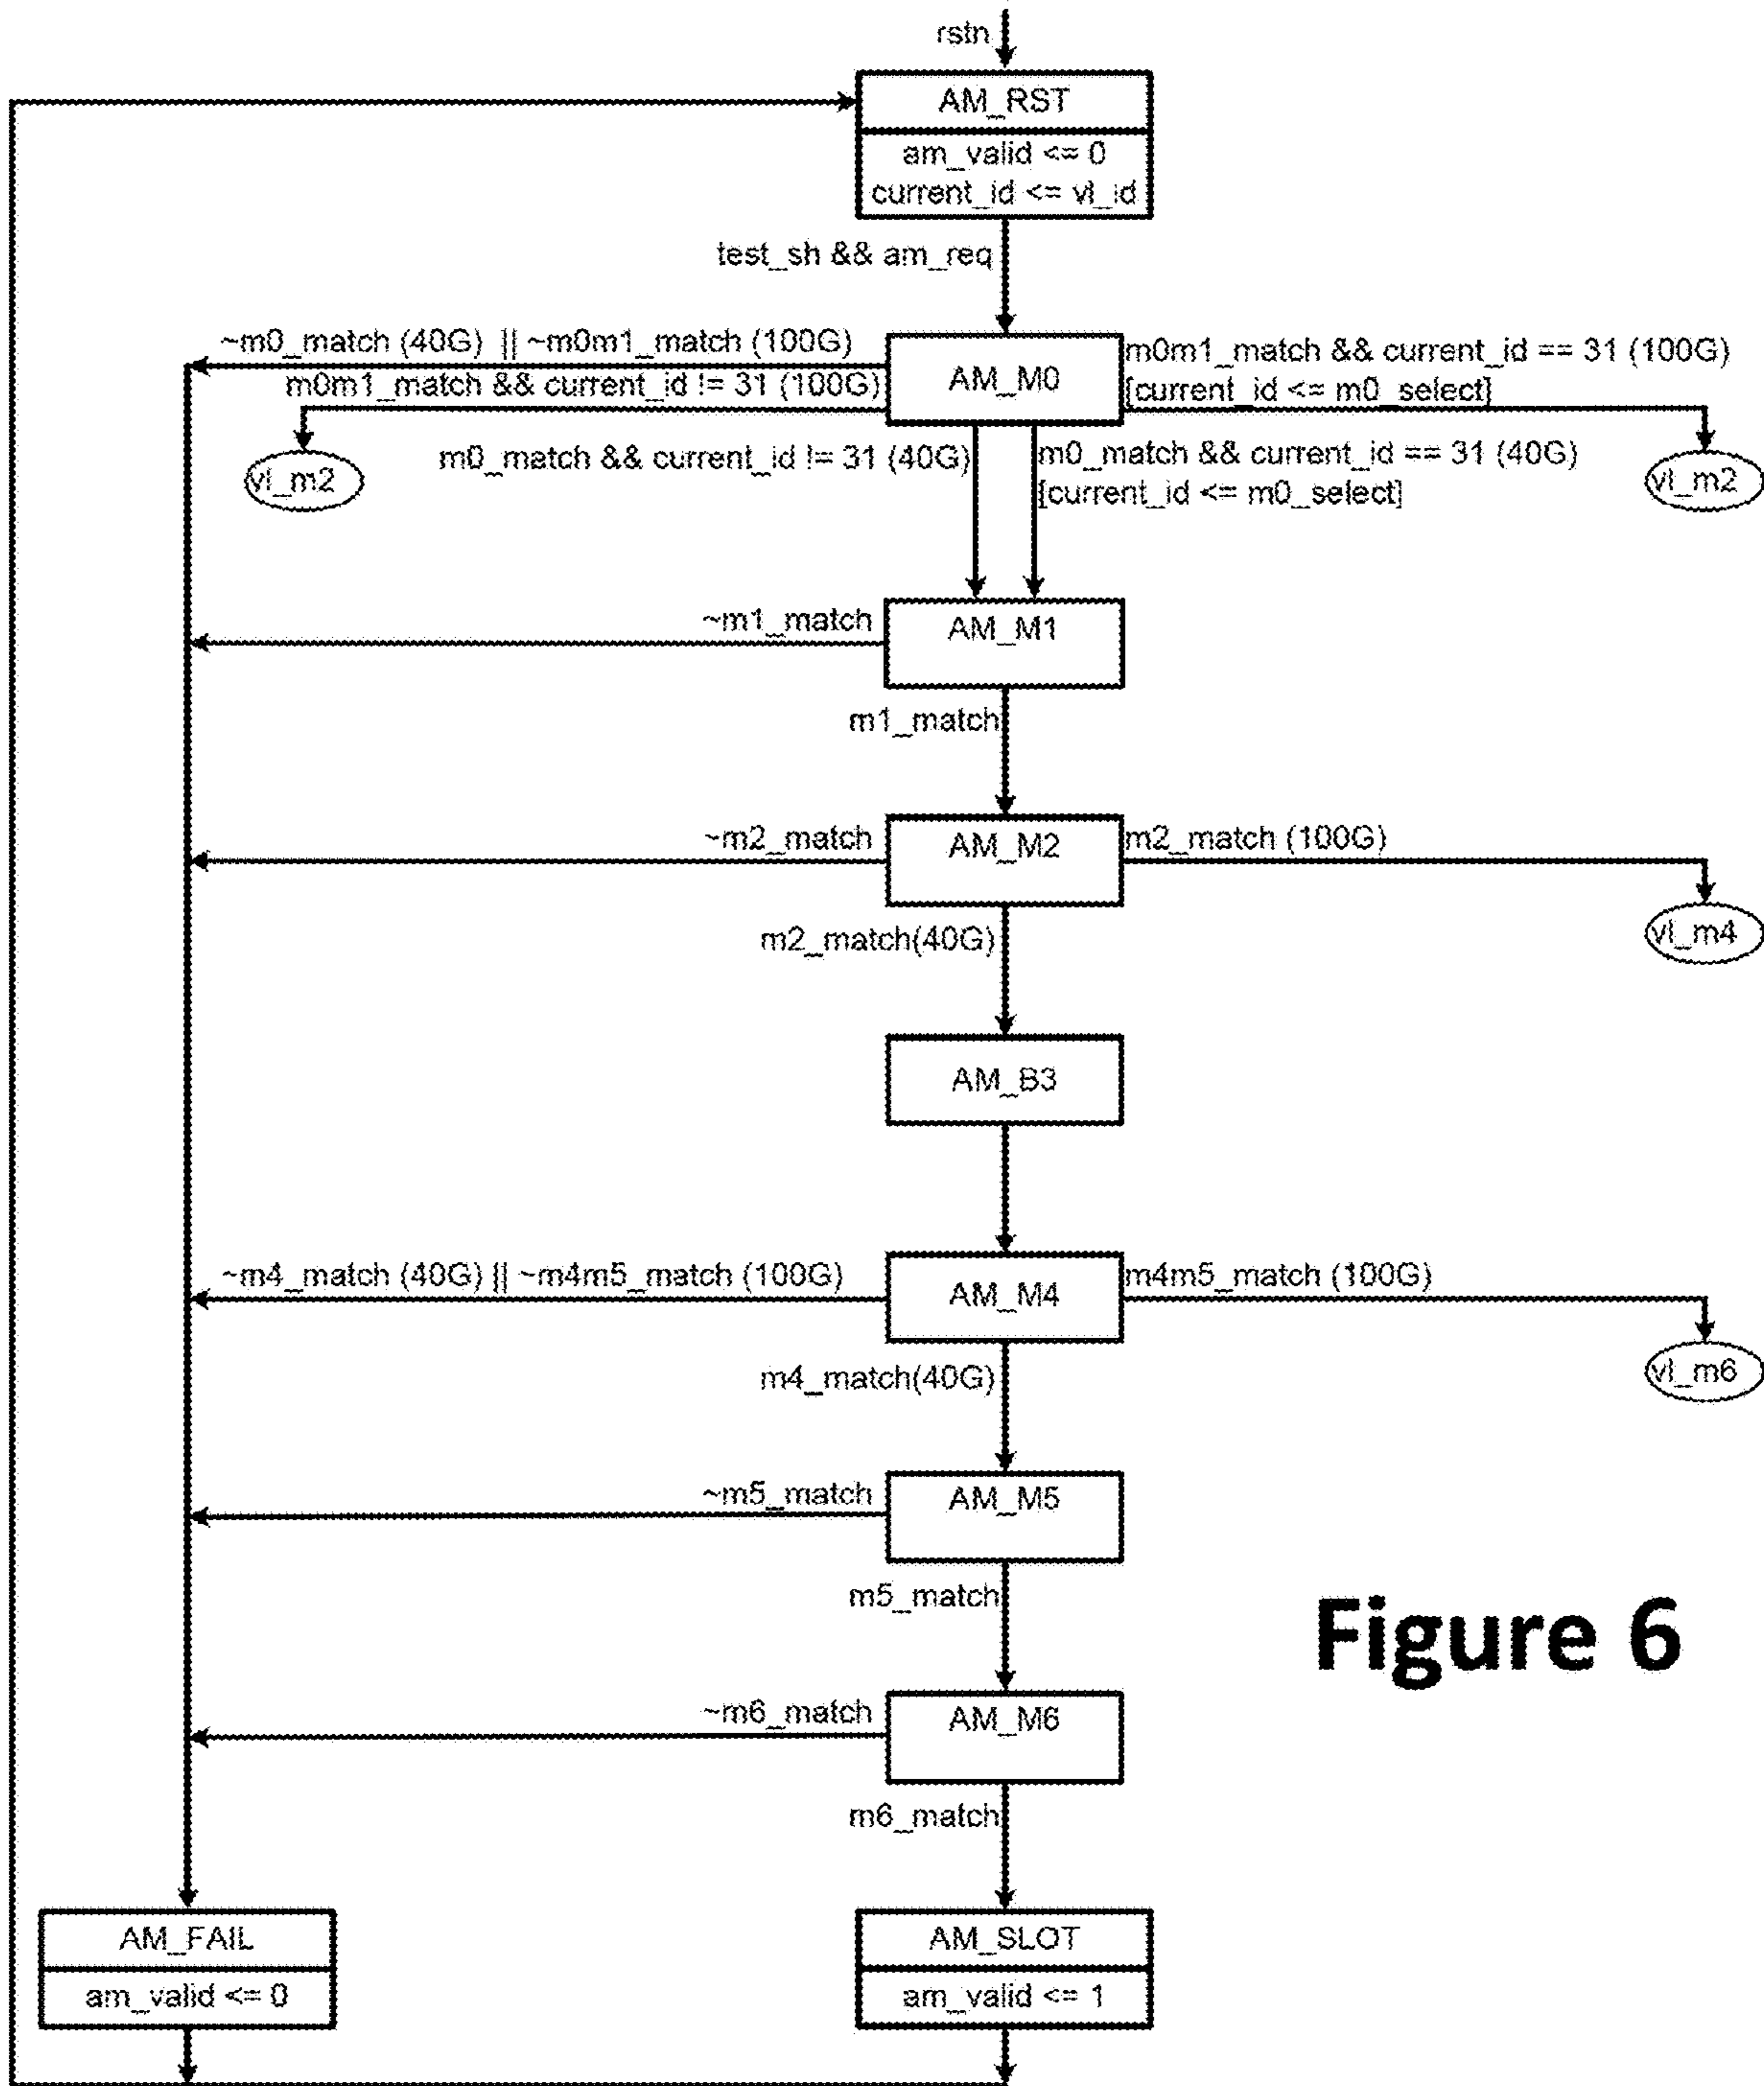 rstn
AM_RST
am_valid <= 0
current_id <= vl_id
test_sh && am_req
~m0_match (40G) || ~m0m1_match (100G)
m0m1_match && current_id != 31 (100G)
AM_M0
m0m1_match && current_id == 31 (100G)
[current_id <= m0_select]
vl_m2
m0_match && current_id != 31 (40G)
m0_match && current_id == 31 (40G)
[current_id <= m0_select]
vl_m2
~m1_match
AM_M1
m1_match
~m2_match
AM_M2
m2_match (100G)
m2_match(40G)
vl_m4
AM_B3
~m4_match (40G) || ~m4m5_match (100G)
AM_M4
m4m5_match (100G)
m4_match(40G)
vl_m6
~m5_match
AM_M5
m5_match
Figure 6
~m6_match
AM_M6
m6_match
AM_FAIL
am_valid <= 0
AM_SLOT
am_valid <= 1